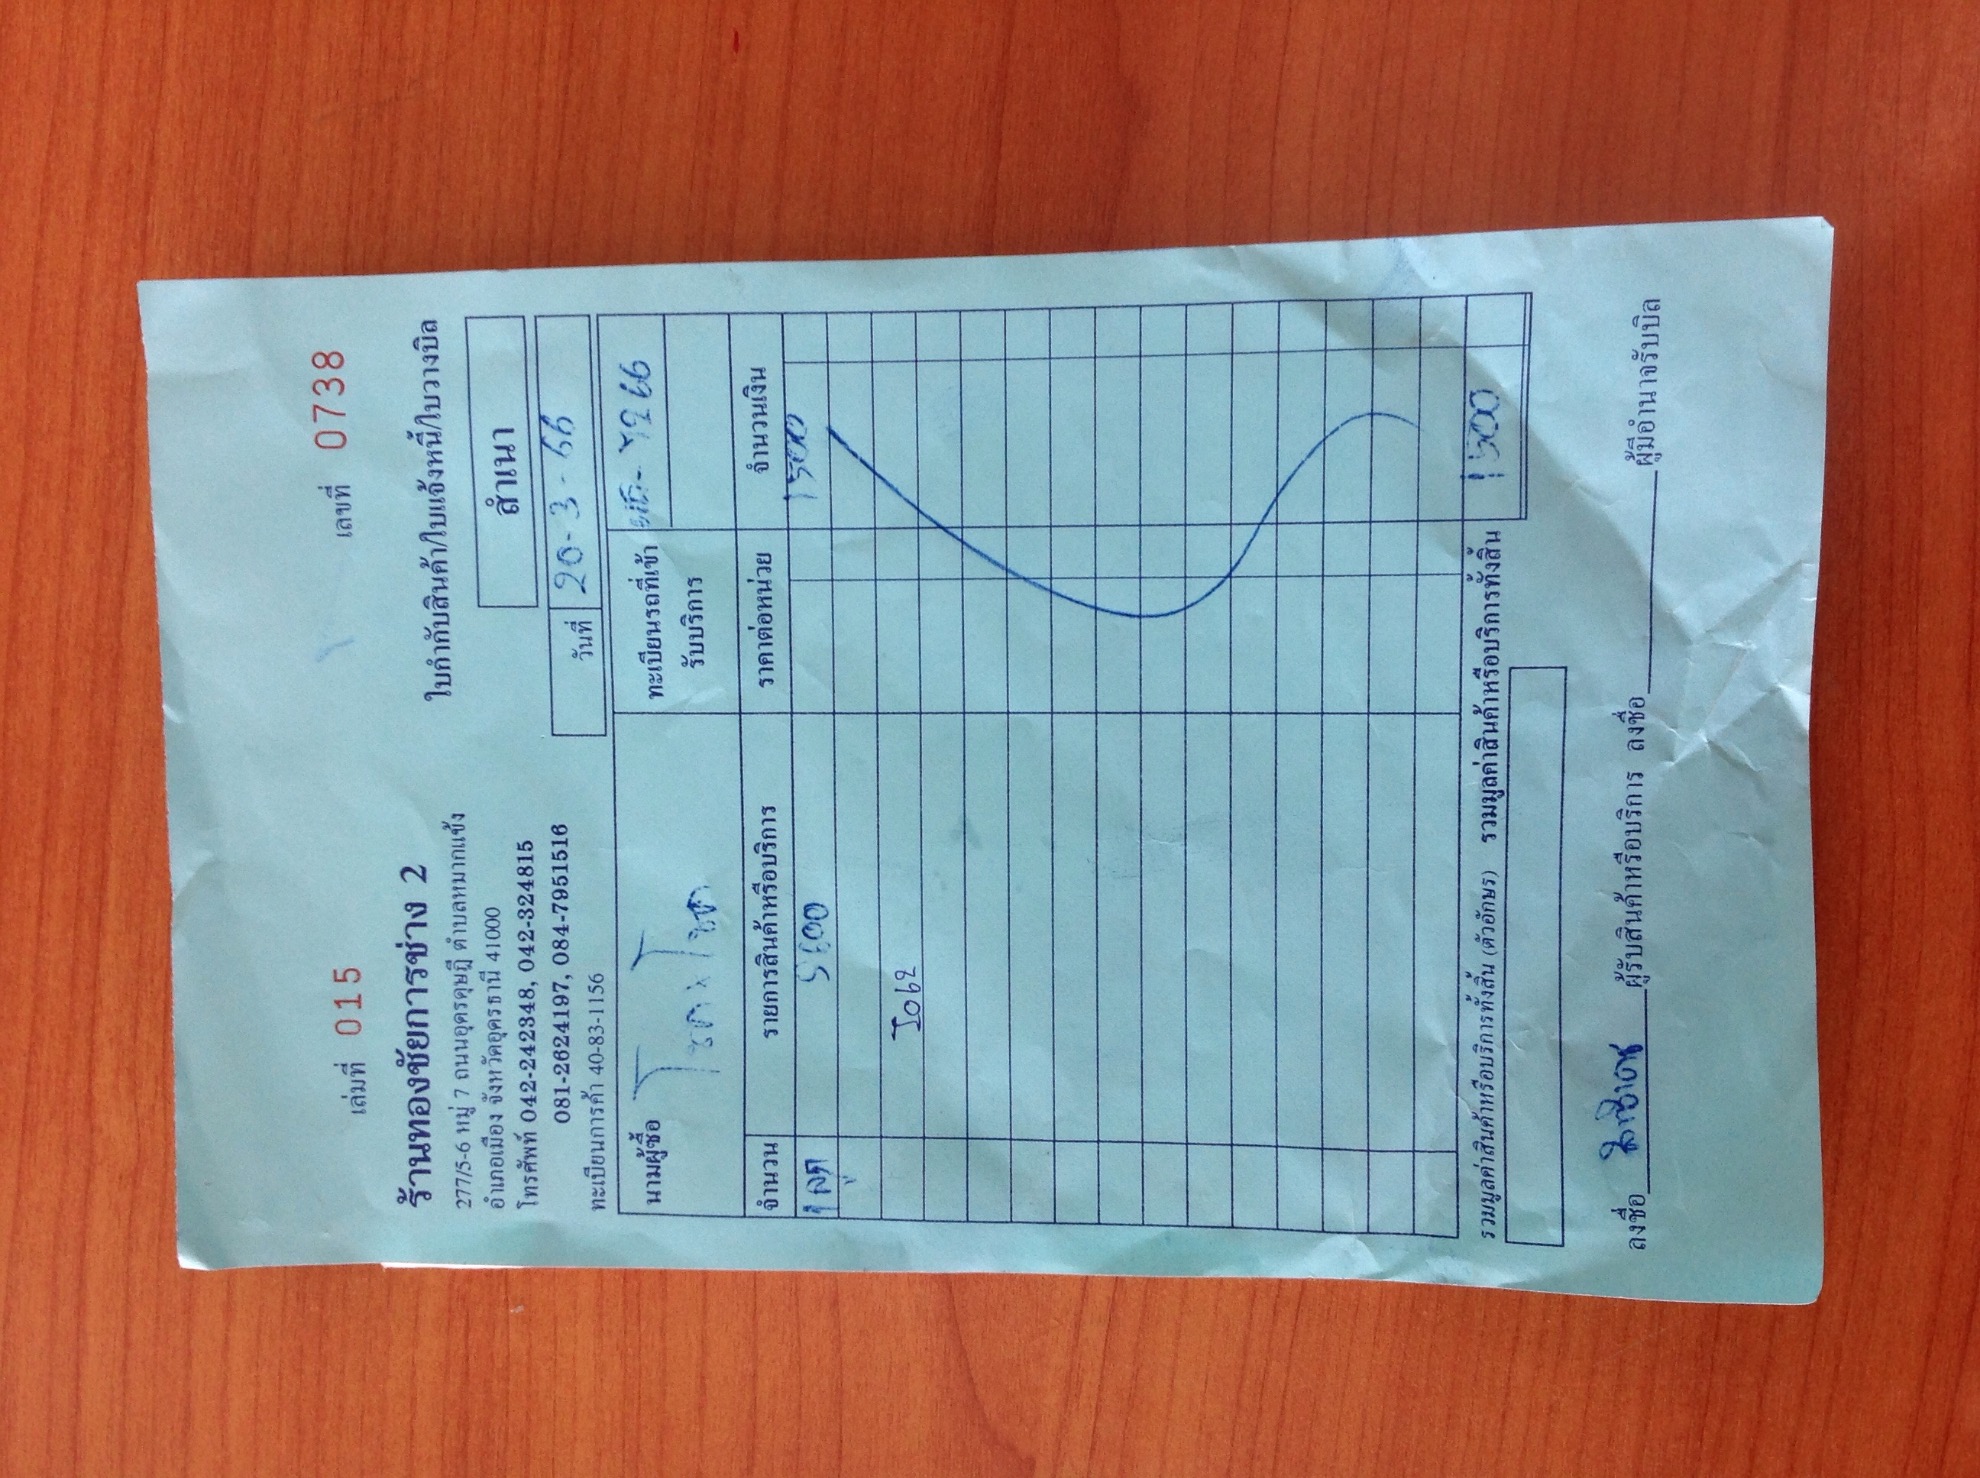 เล่มที่ 015 เลขที่ 0738
ร้านทองชัยการช่าง 2 ใบกำกับสินค้า/ใบแจ้งหนี้/ใบวางบิล
277/5-6 หมู่ 7 ถนนอุดรดุษฎี ตำบลหมากแข้ง
อำเภอเมือง จังหวัดอุดรธานี 41000 สำเนา
โทรศัพท์ 042-242348, 042-324815
081-2624197, 084-7951516 วันที่ 20-3-66
ทะเบียนการค้า 40-83-1156
นามผู้ซื้อ ทะเบียนรถที่เข้า
รับบริการ
จำนวน รายการสินค้าหรือบริการ ราคาต่อหน่วย จำนวนเงิน
1 ลูก 1500
รวมมูลค่าสินค้าหรือบริการทั้งสิ้น (ตัวอักษร) รวมมูลค่าสินค้าหรือบริการทั้งสิ้น 1500
ลงชื่อ ผู้รับสินค้าหรือบริการ ลงชื่อ ผู้มีอำนาจรับบิล